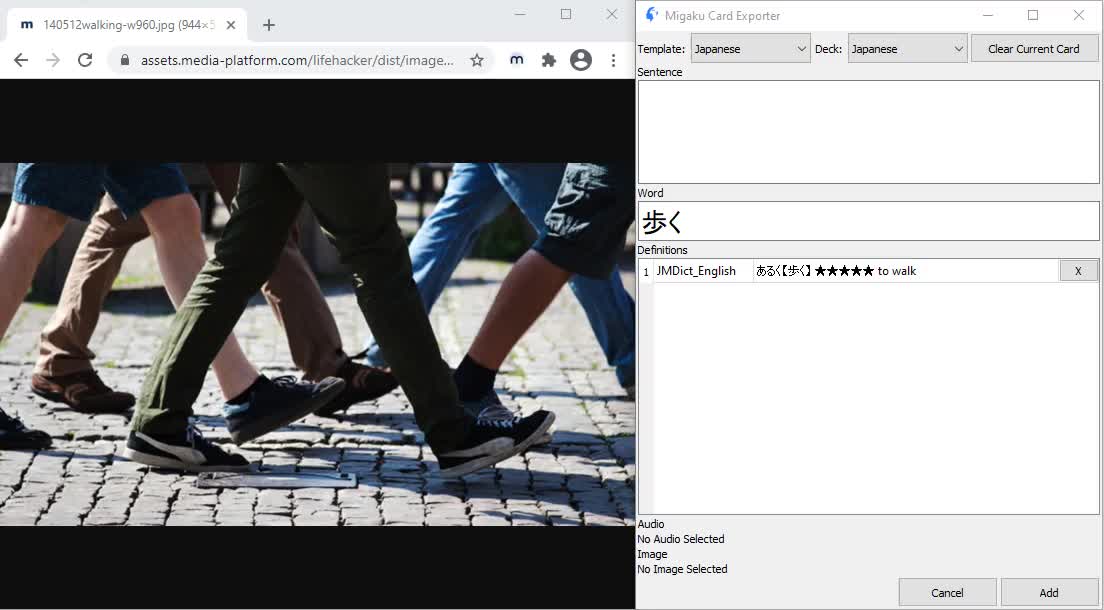 m 140512walking-w960.jpg (944×5
assets.media-platform.com/lifehacker/dist/image...
m
Migaku Card Exporter
Template: Japanese Deck: Japanese Clear Current Card
Sentence
Word
歩く
Definitions
1 JMDict_English あるく【歩く】 ★★★★★ to walk X
Audio
No Audio Selected
Image
No Image Selected
Cancel Add